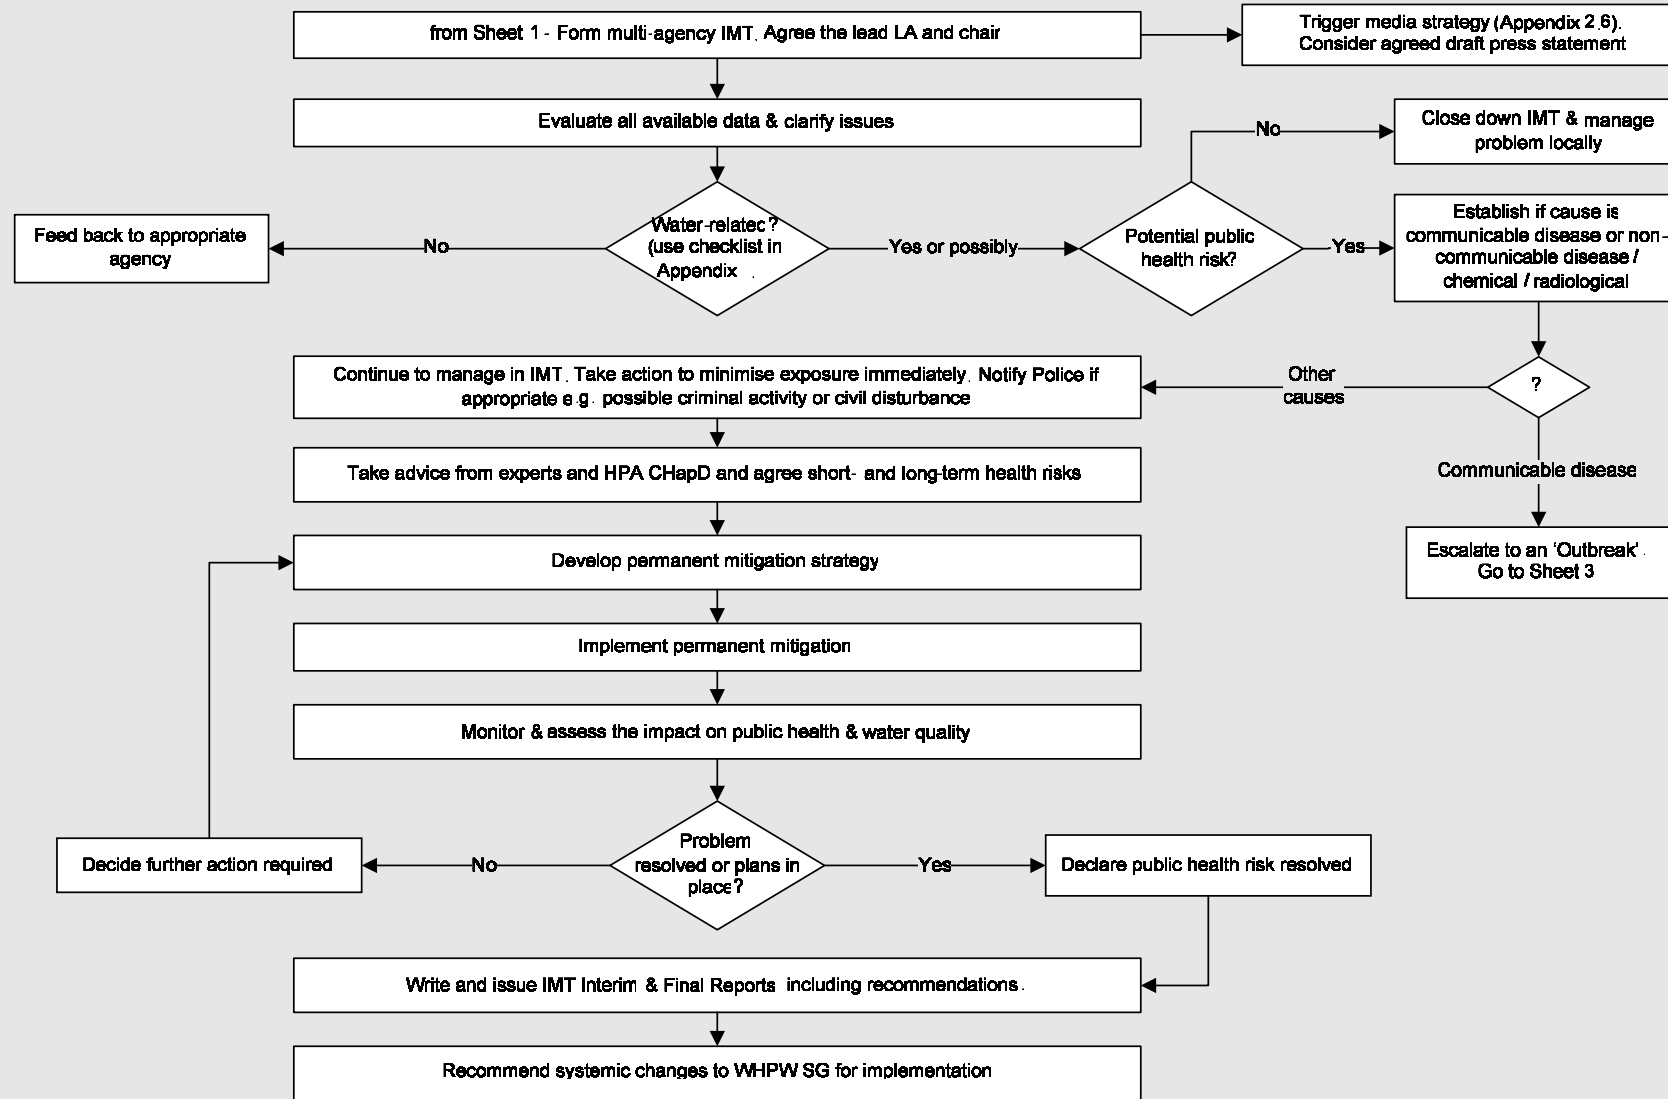 from Sheet 1 - Form multi-agency IMT. Agree the lead LA and chair
Trigger media strategy (Appendix 2.6).
Consider agreed draft press statement
Evaluate all available data & clarify issues
No
Close down IMT & manage
problem locally
Feed back to appropriate
agency
No
Water-related?
(use checklist in
Appendix .
Yes or possibly
Potential public
health risk?
Yes
Establish if cause is
communicable disease or non-
communicable disease /
chemical / radiological
Continue to manage in IMT. Take action to minimise exposure immediately. Notify Police if
appropriate e.g. possible criminal activity or civil disturbance
Other
causes
?
Take advice from experts and HPA CHapD and agree short- and long-term health risks
Communicable disease
Develop permanent mitigation strategy
Escalate to an ‘Outbreak’.
Go to Sheet 3
Implement permanent mitigation
Monitor & assess the impact on public health & water quality
Decide further action required
No
Problem
resolved or plans in
place?
Yes
Declare public health risk resolved
Write and issue IMT Interim & Final Reports including recommendations.
Recommend systemic changes to WHPW SG for implementation